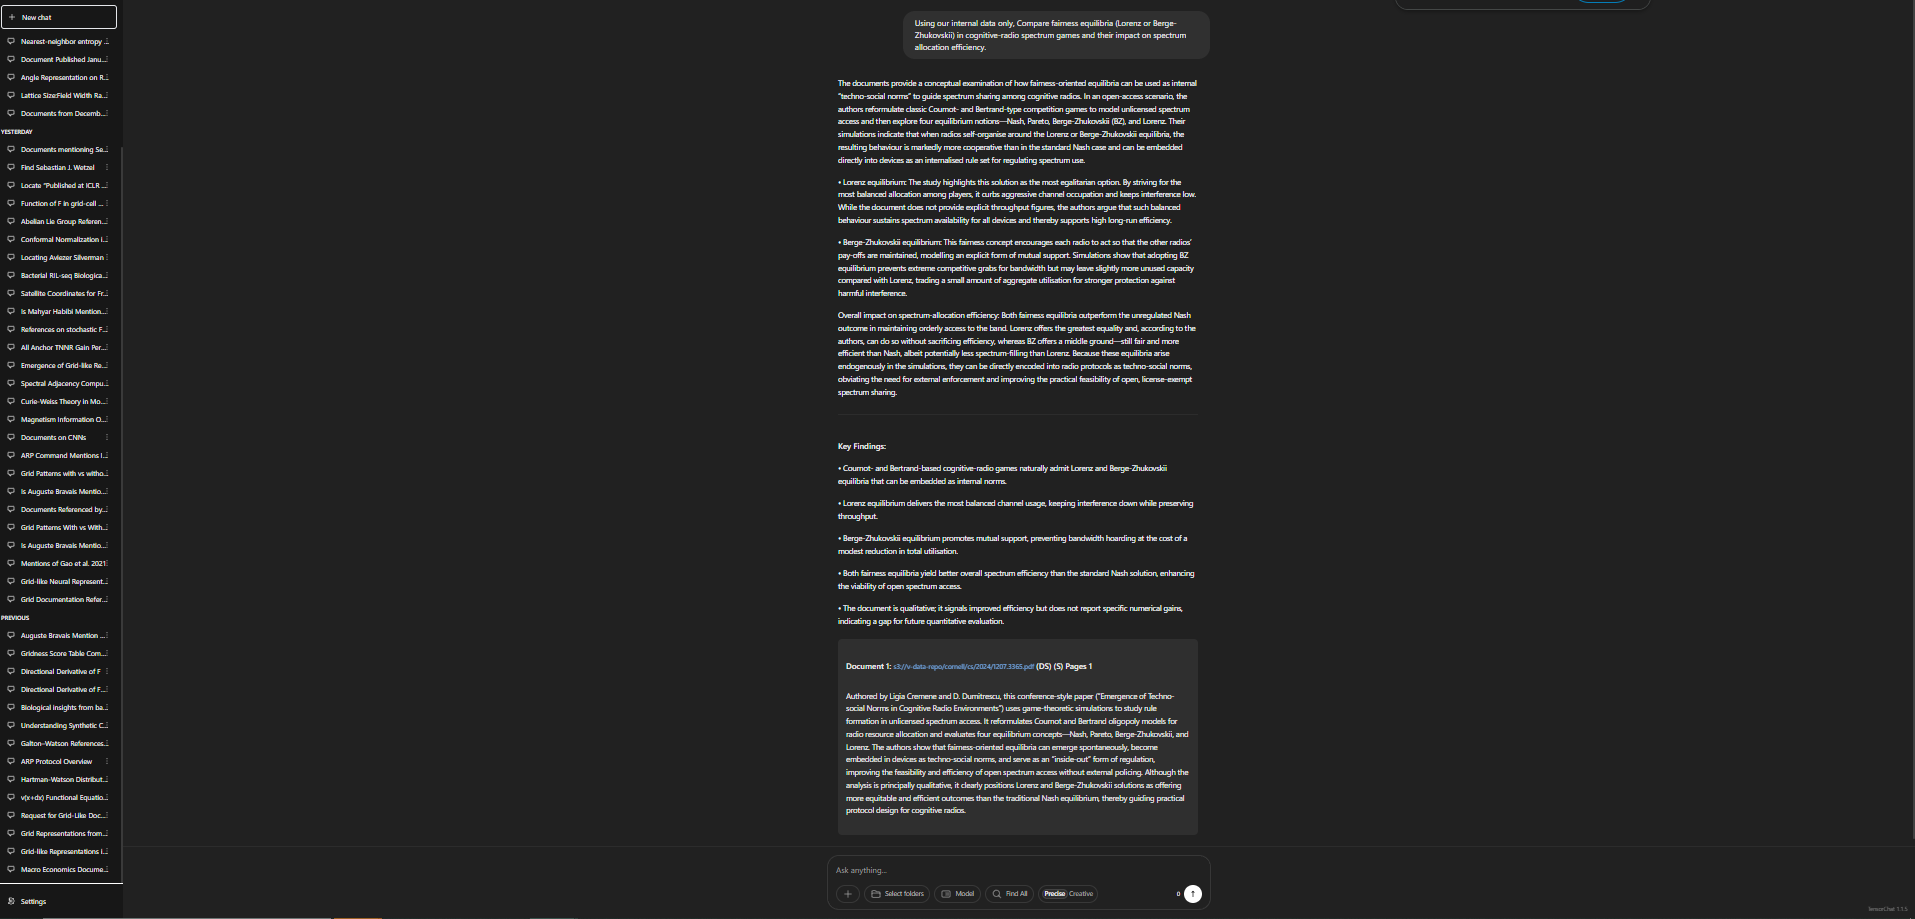 New chat
Nearest-neighbor entropy ...
Document Published Janu...
Angle Representation on R...
Lattice Size:Field Width Ra...
Documents from Decemb...
YESTERDAY
Documents mentioning Se...
Find Sebastian J. Wetzel
Locate "Published at ICLR ...
Function of F in grid-cell ...
Abelian Lie Group Referen...
Conformal Normalization i...
Locating Aviezer Silverman
Bacterial RIL-seq Biologica...
Satellite Coordinates for Fr...
Is Mahyar Habibi Mention...
References on stochastic F...
All Anchor TNNR Gain Per...
Emergence of Grid-like Re...
Spectral Adjacency Compu...
Curie-Weiss Theory in Mo...
Magnetism Information O...
Documents on CNNs
ARP Command Mentions I...
Grid Patterns with vs witho...
Is Auguste Bravais Mentio...
Documents Referenced by...
Grid Patterns With vs With...
Is Auguste Bravais Mentio...
Mentions of Gao et al. 2021
Grid-like Neural Represent...
Grid Documentation Refer...
PREVIOUS
Auguste Bravais Mention ...
Gridness Score Table Com...
Directional Derivative of F
Directional Derivative of F...
Biological insights from ba...
Understanding Synthetic C...
Galton–Watson References...
ARP Protocol Overview
Hartman–Watson Distribut...
v(x+dx) Functional Equatio...
Request for Grid-Like Doc...
Grid Representations from...
Grid-like Representations i...
Macro Economics Docume...
Settings
Using our internal data only, Compare fairness equilibria (Lorenz or Berge-
Zhukovskii) in cognitive-radio spectrum games and their impact on spectrum
allocation efficiency.
The documents provide a conceptual examination of how fairness-oriented equilibria can be used as internal
"techno-social norms" to guide spectrum sharing among cognitive radios. In an open-access scenario, the
authors reformulate classic Cournot- and Bertrand-type competition games to model unlicensed spectrum
access and then explore four equilibrium notions—Nash, Pareto, Berge-Zhukovskii (BZ), and Lorenz. Their
simulations indicate that when radios self-organise around the Lorenz or Berge-Zhukovskii equilibria, the
resulting behaviour is markedly more cooperative than in the standard Nash case and can be embedded
directly into devices as an internalised rule set for regulating spectrum use.
• Lorenz equilibrium: The study highlights this solution as the most egalitarian option. By striving for the
most balanced allocation among players, it curbs aggressive channel occupation and keeps interference low.
While the document does not provide explicit throughput figures, the authors argue that such balanced
behaviour sustains spectrum availability for all devices and thereby supports high long-run efficiency.
• Berge-Zhukovskii equilibrium: This fairness concept encourages each radio to act so that the other radios'
pay-offs are maintained, modelling an explicit form of mutual support. Simulations show that adopting BZ
equilibrium prevents extreme competitive grabs for bandwidth but may leave slightly more unused capacity
compared with Lorenz, trading a small amount of aggregate utilisation for stronger protection against
harmful interference.
Overall impact on spectrum-allocation efficiency: Both fairness equilibria outperform the unregulated Nash
outcome in maintaining orderly access to the band. Lorenz offers the greatest equality and, according to the
authors, can do so without sacrificing efficiency, whereas BZ offers a middle ground—still fair and more
efficient than Nash, albeit potentially less spectrum-filling than Lorenz. Because these equilibria arise
endogenously in the simulations, they can be directly encoded into radio protocols as techno-social norms,
obviating the need for external enforcement and improving the practical feasibility of open, license-exempt
spectrum sharing.
Key Findings:
• Cournot- and Bertrand-based cognitive-radio games naturally admit Lorenz and Berge-Zhukovskii
equilibria that can be embedded as internal norms.
• Lorenz equilibrium delivers the most balanced channel usage, keeping interference down while preserving
throughput.
• Berge-Zhukovskii equilibrium promotes mutual support, preventing bandwidth hoarding at the cost of a
modest reduction in total utilisation.
• Both fairness equilibria yield better overall spectrum efficiency than the standard Nash solution, enhancing
the viability of open spectrum access.
• The document is qualitative; it signals improved efficiency but does not report specific numerical gains,
indicating a gap for future quantitative evaluation.
Document 1: s3://v-data-repo/cornell/cs/2024/1207.3365.pdf (DS) (S) Pages 1
Authored by Ligia Cremene and D. Dumitrescu, this conference-style paper ("Emergence of Techno-
social Norms in Cognitive Radio Environments") uses game-theoretic simulations to study rule
formation in unlicensed spectrum access. It reformulates Cournot and Bertrand oligopoly models for
radio resource allocation and evaluates four equilibrium concepts—Nash, Pareto, Berge-Zhukovskii, and
Lorenz. The authors show that fairness-oriented equilibria can emerge spontaneously, become
embedded in devices as techno-social norms, and serve as an "inside-out" form of regulation,
improving the feasibility and efficiency of open spectrum access without external policing. Although the
analysis is principally qualitative, it clearly positions Lorenz and Berge-Zhukovskii solutions as offering
more equitable and efficient outcomes than the traditional Nash equilibrium, thereby guiding practical
protocol design for cognitive radios.
Ask anything...
Select folders
Model
Find All
Precise Creative
0
TensorChat 1.1.5